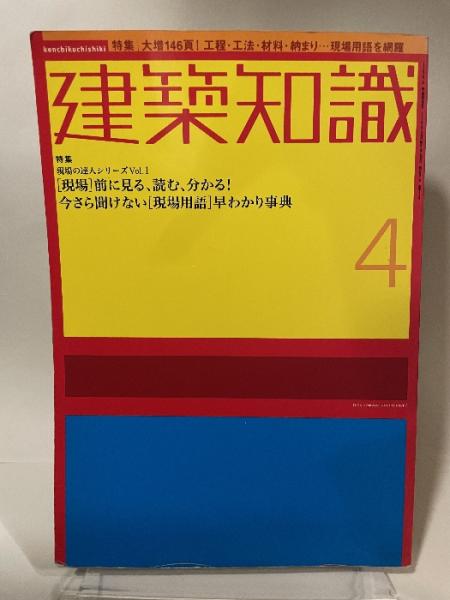 kenchikuchishiki
特集 大増146頁! 工程・工法・材料・納まり…現場用語を網羅
建築知識
特集
現場の達人シリーズVol.1
[現場]前に見る、読む、分かる!
今さら聞けない[現場用語]早わかり事典
4